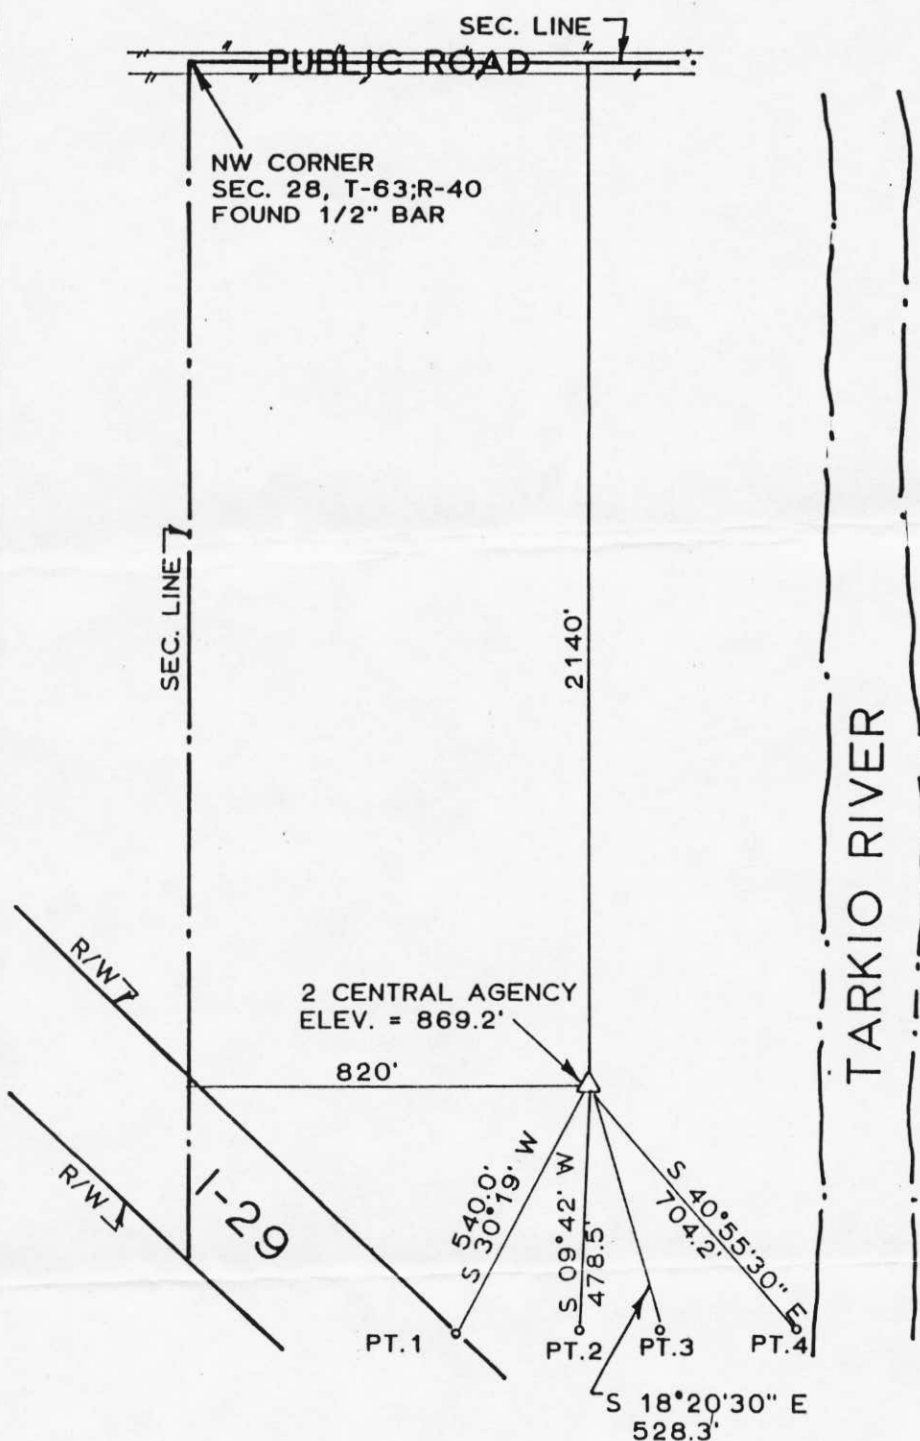 SEC. LINE
PUBLIC ROAD
NW CORNER
SEC. 28, T-63;R-40
FOUND 1/2" BAR
SEC. LINE
2140'
TARKIO RIVER
R/W
2 CENTRAL AGENCY
ELEV. = 869.2'
820'
R/W
I-29
540.0'
S 30°19' W
S 09°42' W
478.5'
S 40°55'30" E
704.2'
PT.1
PT.2
PT.3
PT.4
S 18°20'30" E
528.3'